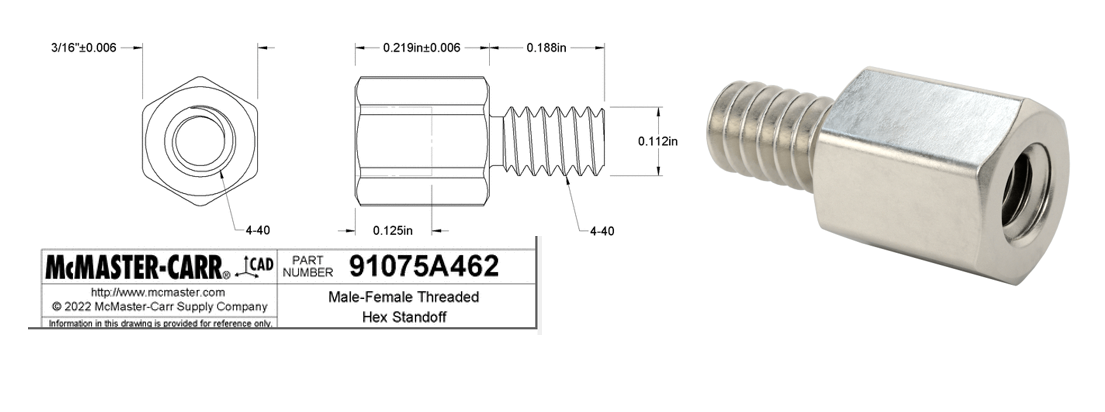 3/16"±0.006
0.219in±0.006
0.188in
0.112in
4-40
0.125in
4-40
McMASTER-CARR® CAD
PART
NUMBER
91075A462
http://www.mcmaster.com
© 2022 McMaster-Carr Supply Company
Information in this drawing is provided for reference only.
Male-Female Threaded
Hex Standoff